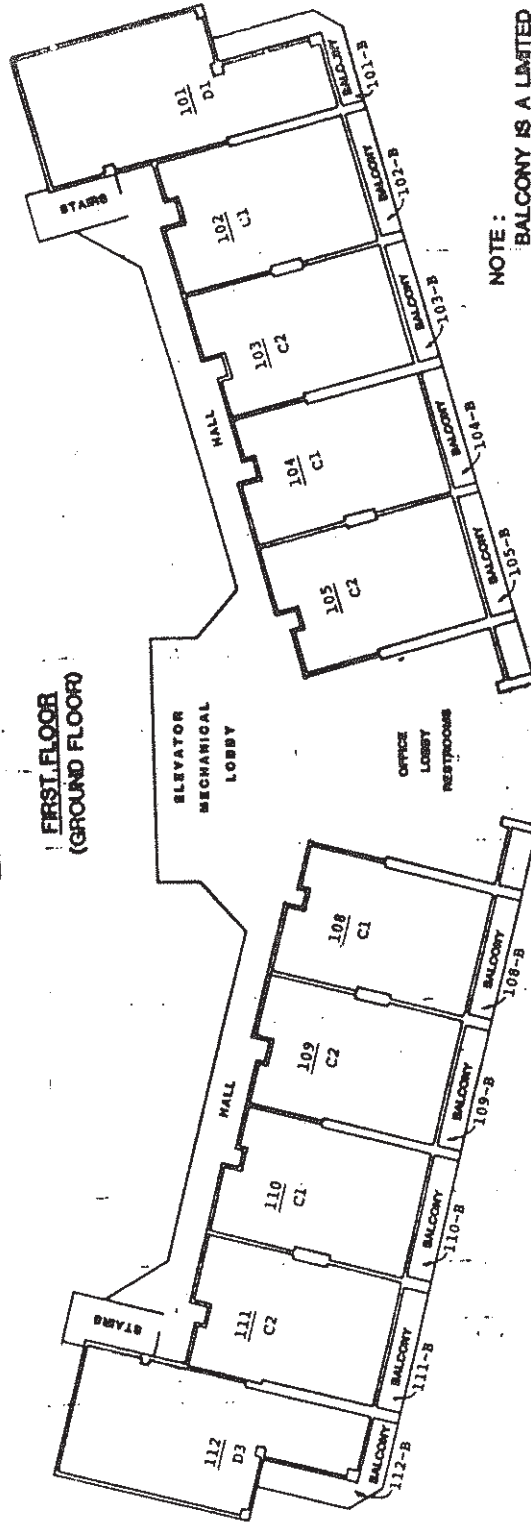 FIRST FLOOR
(GROUND FLOOR)
ELEVATOR
MECHANICAL
LOBBY
OFFICE
LOBBY
RESTROOMS
STAIRS
HALL
112
D3
111
C2
110
C1
109
C2
108
C1
BALCONY
112-B
BALCONY
111-B
BALCONY
110-B
BALCONY
109-B
BALCONY
108-B
STAIRS
HALL
105
C2
104
C1
103
C2
102
C1
101
D1
BALCONY
105-B
BALCONY
104-B
BALCONY
103-B
BALCONY
102-B
BALCONY
101-B
NOTE :
BALCONY IS A LIMITED